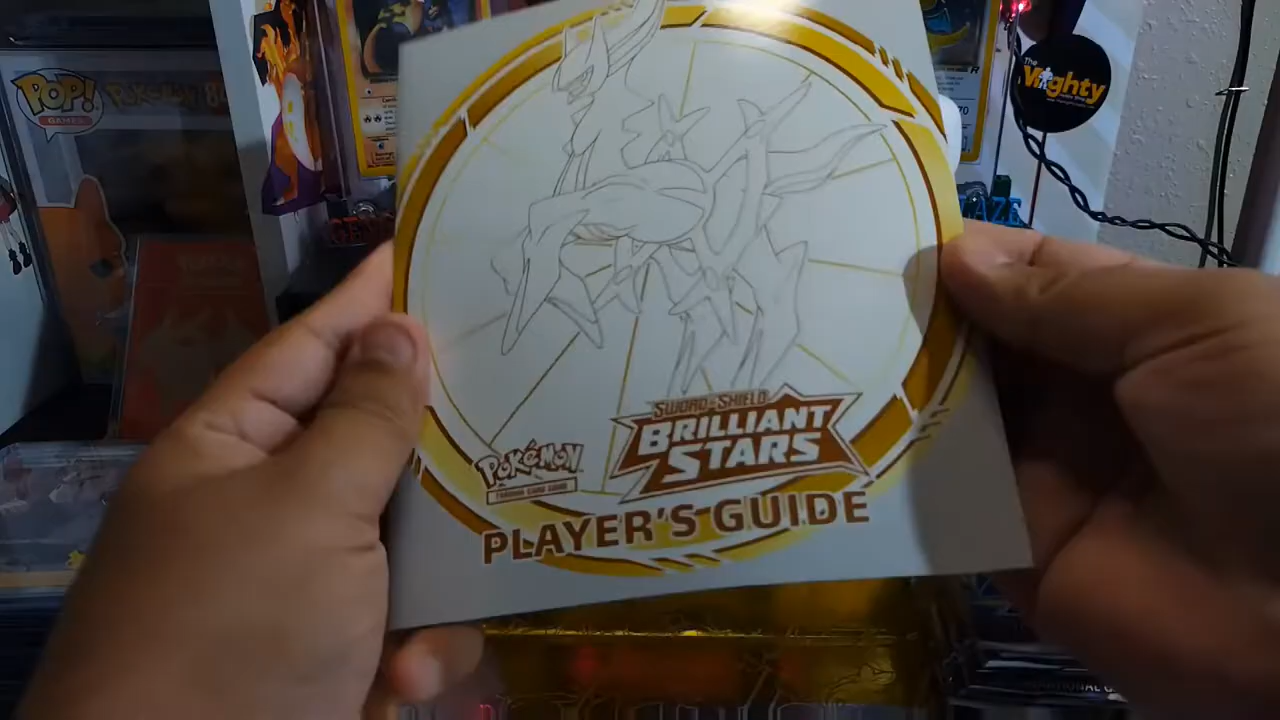 POP!
GAMES
The
Mighty
SWORD & SHIELD
BRILLIANT
STARS
Pokémon
TRADING CARD GAME
PLAYER'S GUIDE